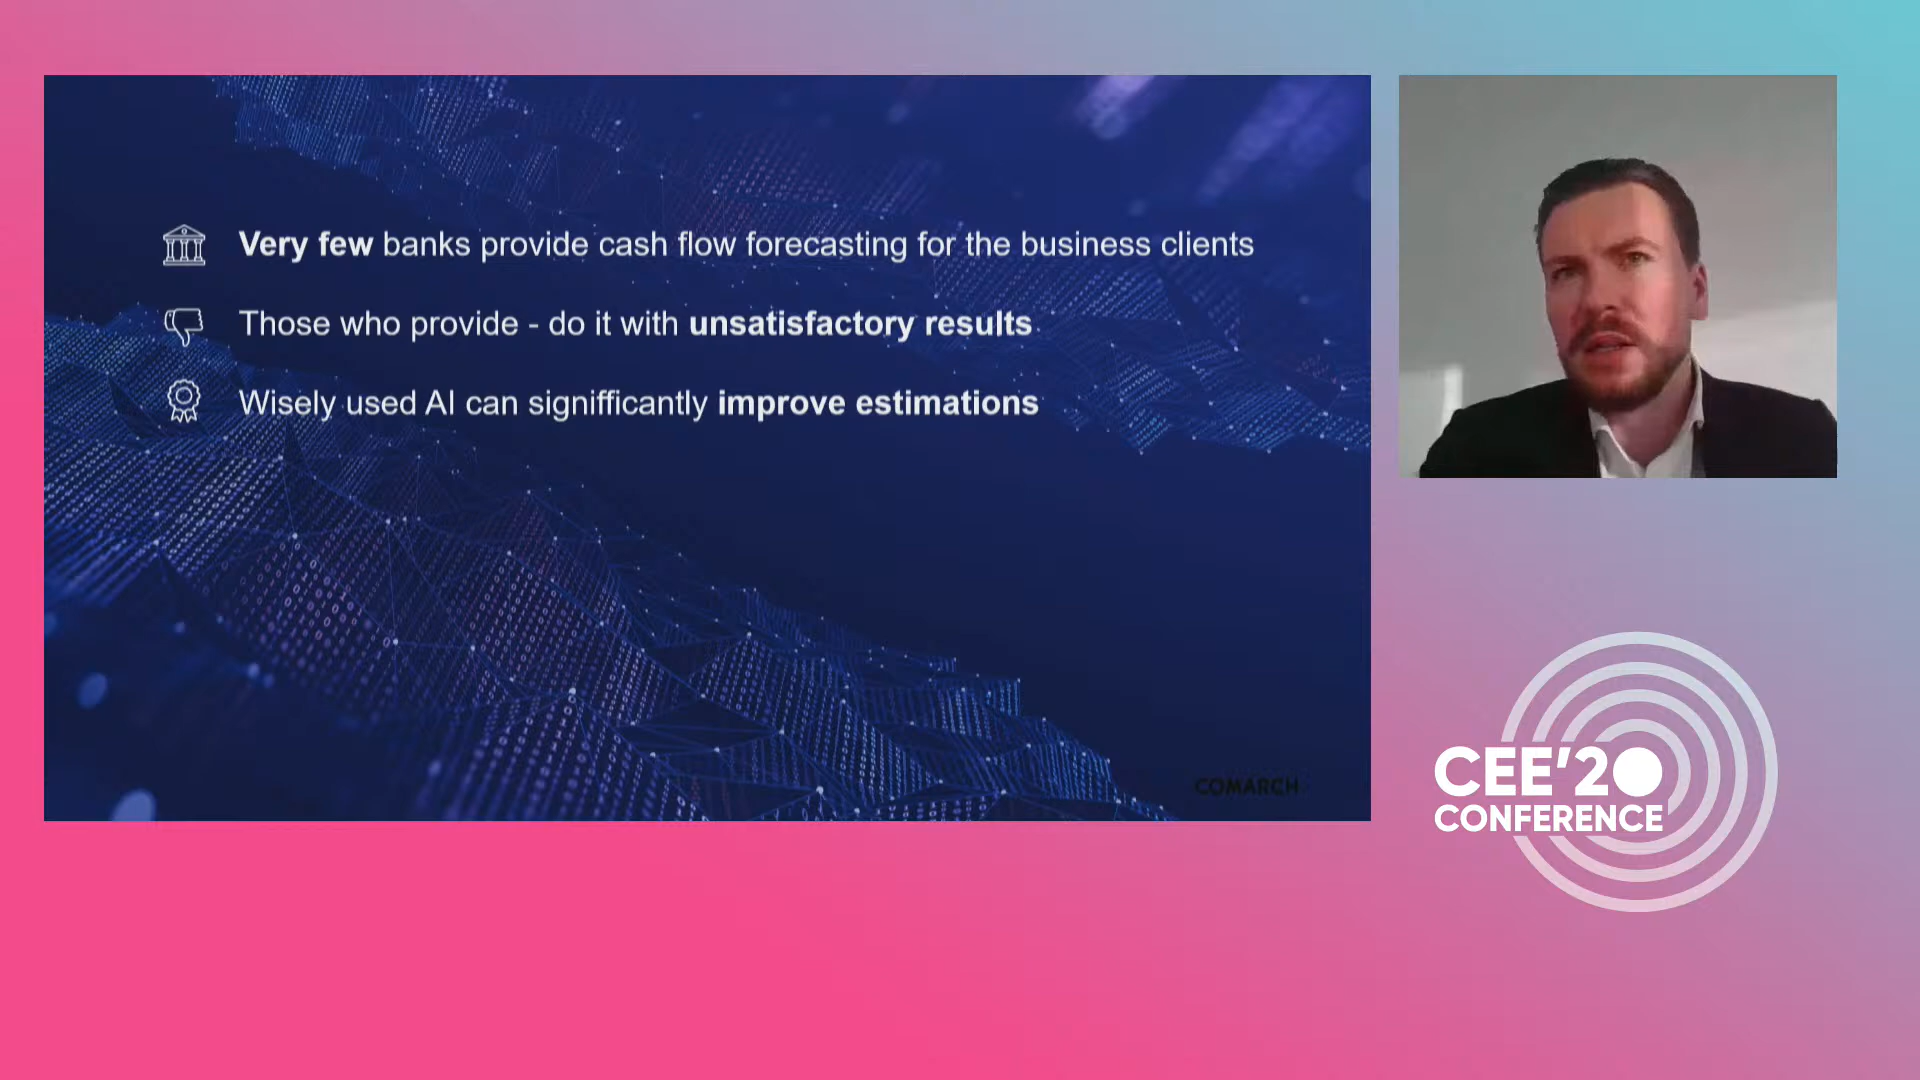 Very few banks provide cash flow forecasting for the business clients
Those who provide - do it with unsatisfactory results
Wisely used AI can significantly improve estimations
COMARCH
CEE'20
CONFERENCE